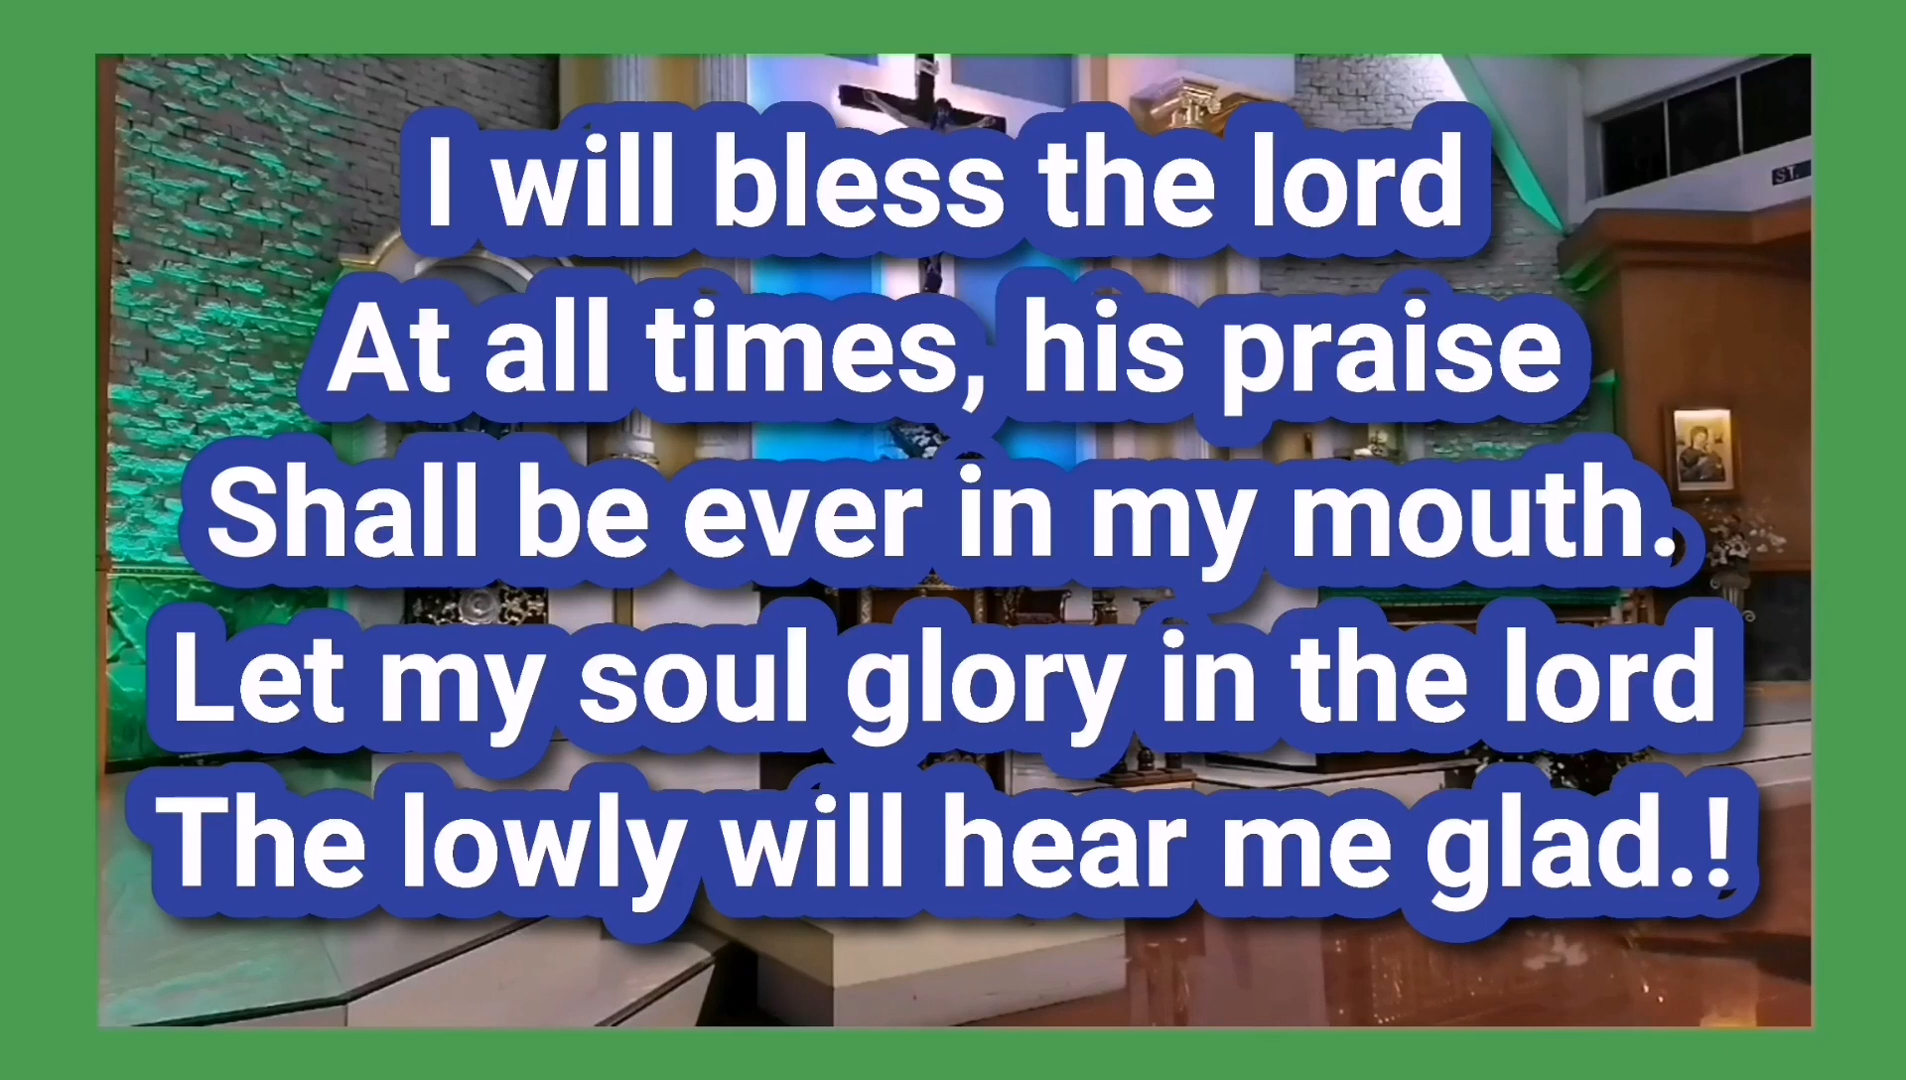 I will bless the lord
At all times, his praise
Shall be ever in my mouth.
Let my soul glory in the lord
The lowly will hear me glad.!
ST.